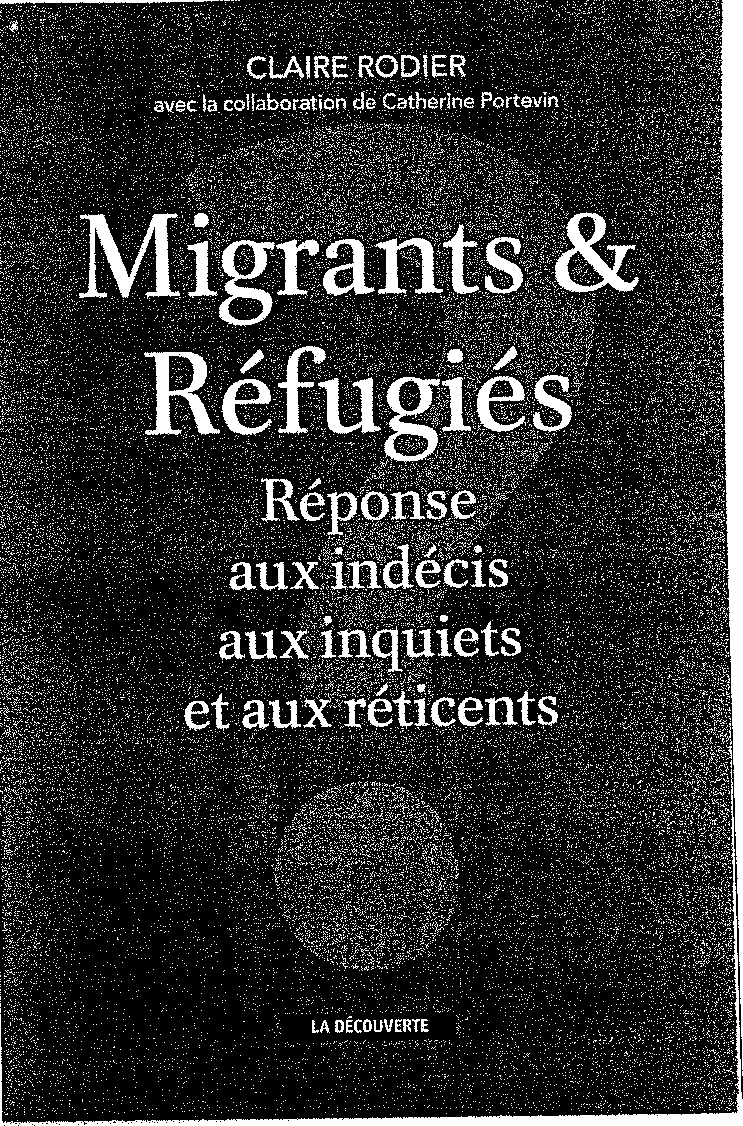 CLAIRE RODIER
avec la collaboration de Catherine Portevin
Migrants &
Réfugiés
Réponse
aux indécis
aux inquiets
et aux réticents
LA DÉCOUVERTE